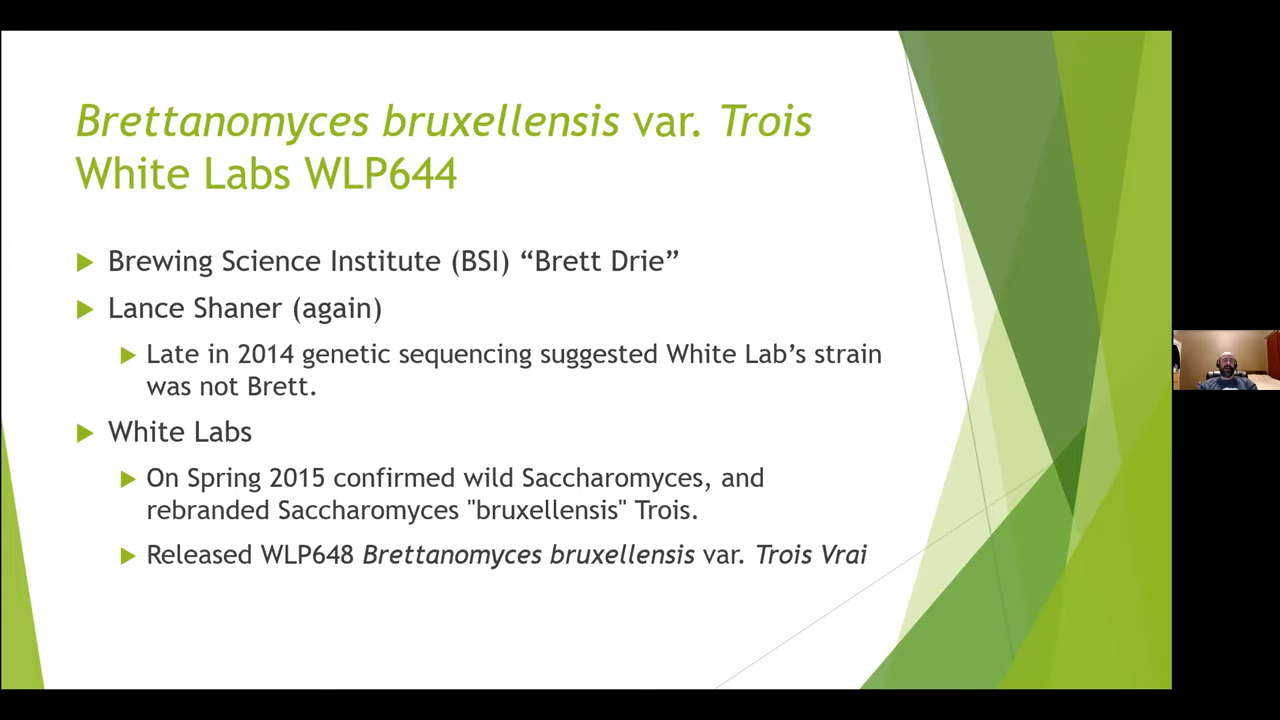 Brettanomyces bruxellensis var. Trois
White Labs WLP644
Brewing Science Institute (BSI) “Brett Drie”
Lance Shaner (again)
Late in 2014 genetic sequencing suggested White Lab’s strain
was not Brett.
White Labs
On Spring 2015 confirmed wild Saccharomyces, and
rebranded Saccharomyces "bruxellensis" Trois.
Released WLP648 Brettanomyces bruxellensis var. Trois Vrai